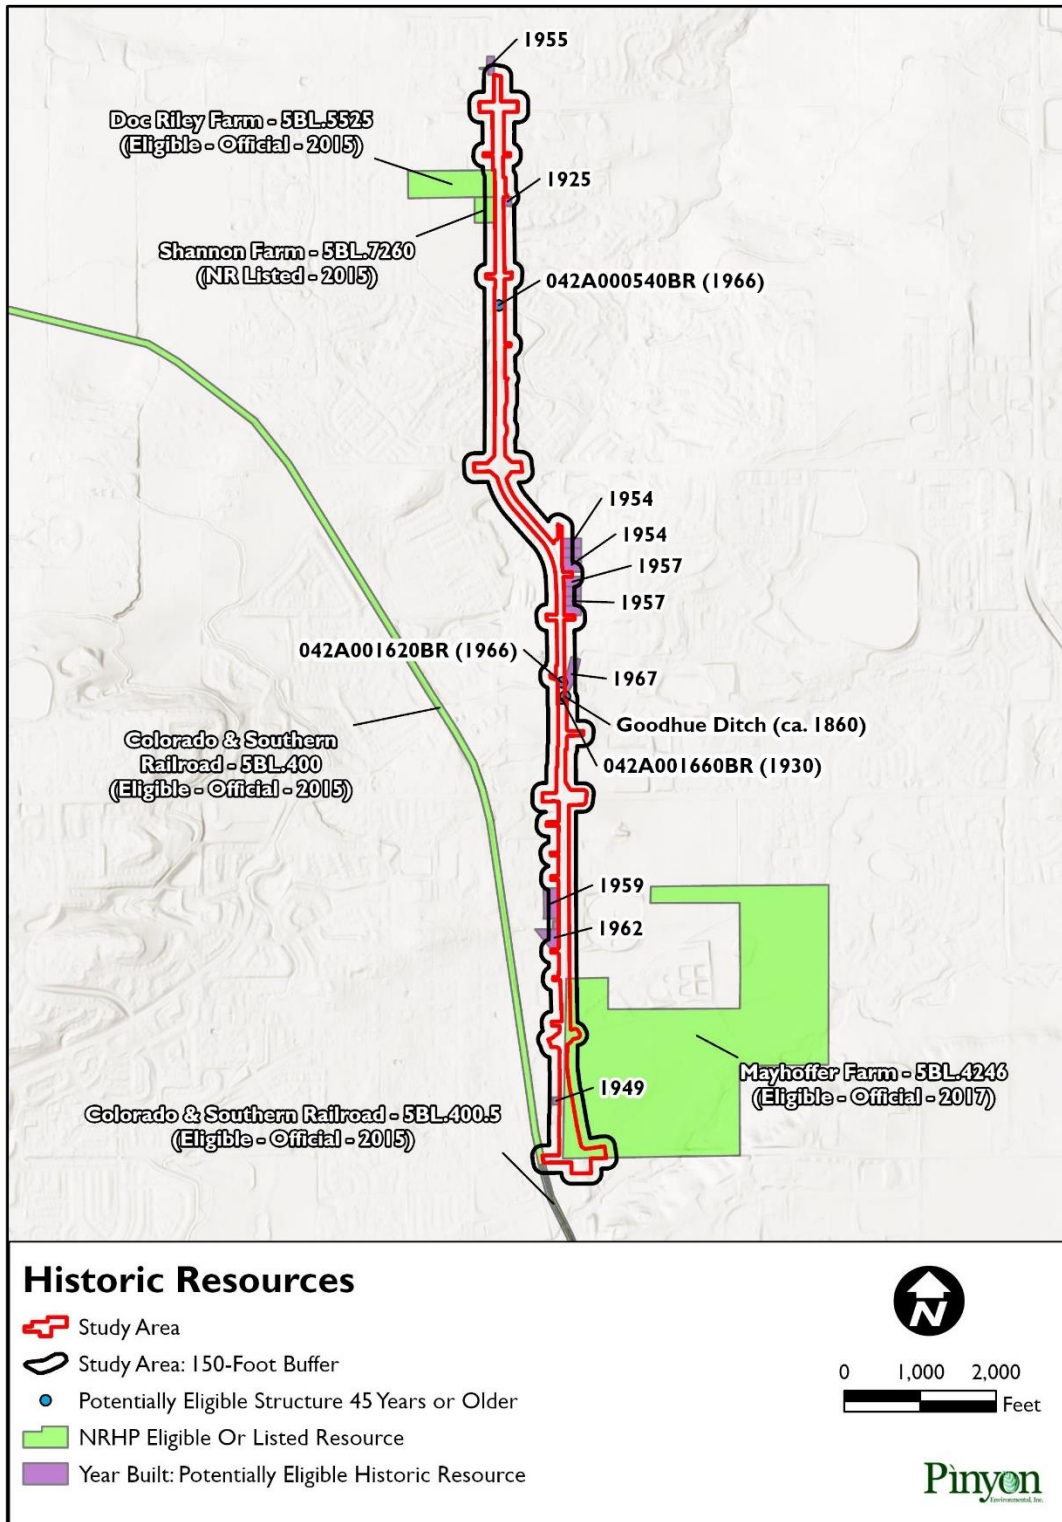 1955
Doc Riley Farm - 5BL.5525
(Eligible - Official - 2015)
1925
Shannon Farm - 5BL.7260
(NR Listed - 2015)
042A000540BR (1966)
1954
1954
1957
1957
042A001620BR (1966)
1967
Goodhue Ditch (ca. 1860)
Colorado & Southern
Railroad - 5BL.400
(Eligible - Official - 2015)
042A001660BR (1930)
1959
1962
Mayhoffer Farm - 5BL.4246
(Eligible - Official - 2017)
1949
Colorado & Southern Railroad - 5BL.400.5
(Eligible - Official - 2015)
Historic Resources
Study Area
Study Area: 150-Foot Buffer
Potentially Eligible Structure 45 Years or Older
NRHP Eligible Or Listed Resource
Year Built: Potentially Eligible Historic Resource
N
0 1,000 2,000
Feet
Pinyon
Environmental, Inc.